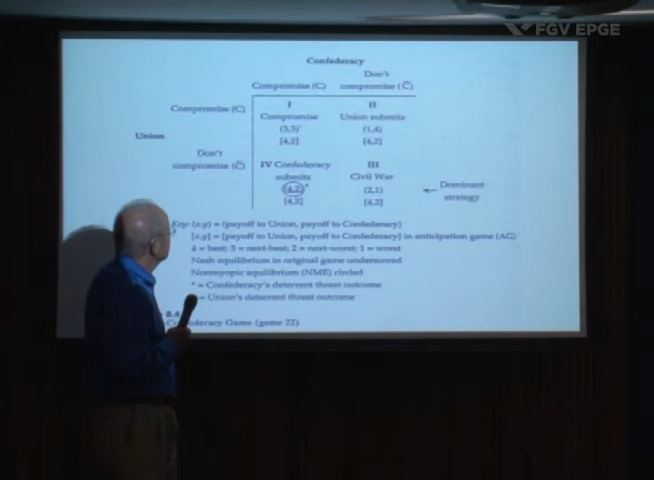 FGV EPGE
Confederacy
Don't
Compromise (C) compromise (C̅)
Compromise (C) I II
Compromise Union submits
(3,3)* (1,4)
[4,2] [4,2]
Union
Don't
compromise (C̅) IV Confederacy III
submits Civil War
(4,2) (2,1) ← Dominant
[4,2] [4,2] strategy
Key: (x,y) = (payoff to Union, payoff to Confederacy)
[x,y] = [payoff to Union, payoff to Confederacy] in anticipation game (AG)
4 = best; 3 = next-best; 2 = next-worst; 1 = worst
Nash equilibrium in original game underscored
Nonmyopic equilibrium (NME) circled
* = Confederacy's deterrent threat outcome
= Union's deterrent threat outcome
8.4
Confederacy Game (game 22)